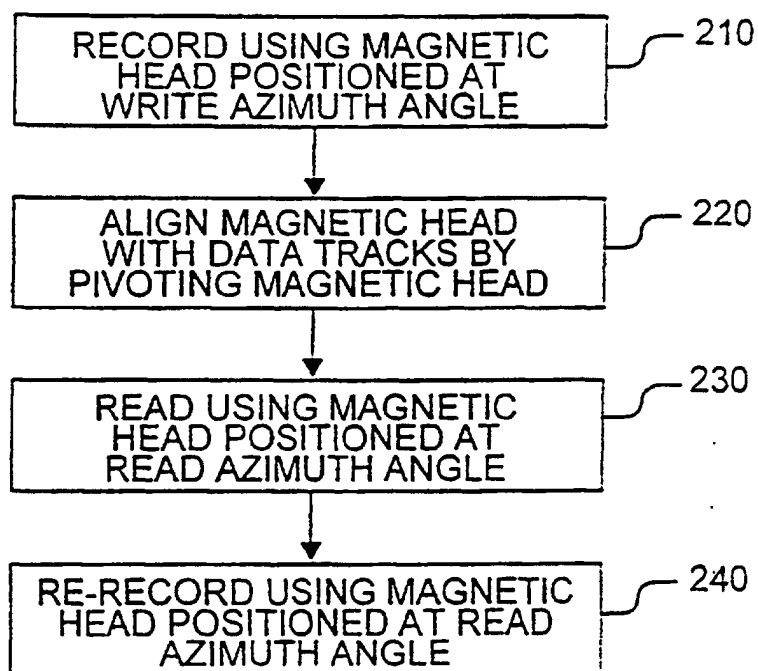 RECORD USING MAGNETIC
HEAD POSITIONED AT
WRITE AZIMUTH ANGLE
210
ALIGN MAGNETIC HEAD
WITH DATA TRACKS BY
PIVOTING MAGNETIC HEAD
220
READ USING MAGNETIC
HEAD POSITIONED AT
READ AZIMUTH ANGLE
230
RE-RECORD USING MAGNETIC
HEAD POSITIONED AT READ
AZIMUTH ANGLE
240